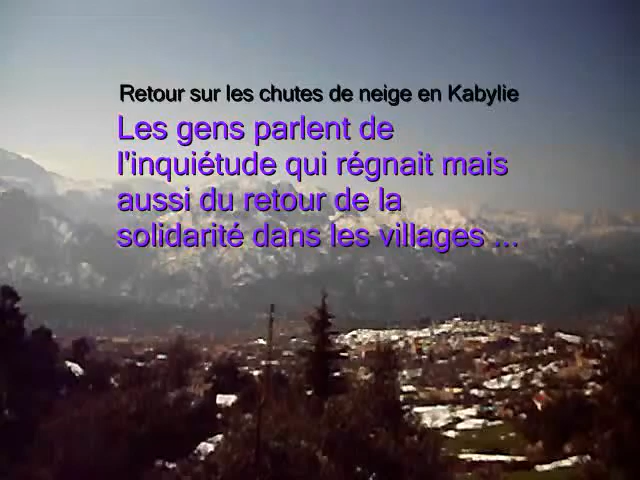 Retour sur les chutes de neige en Kabylie
Les gens parlent de
l'inquiétude qui régnait mais
aussi du retour de la
solidarité dans les villages ...